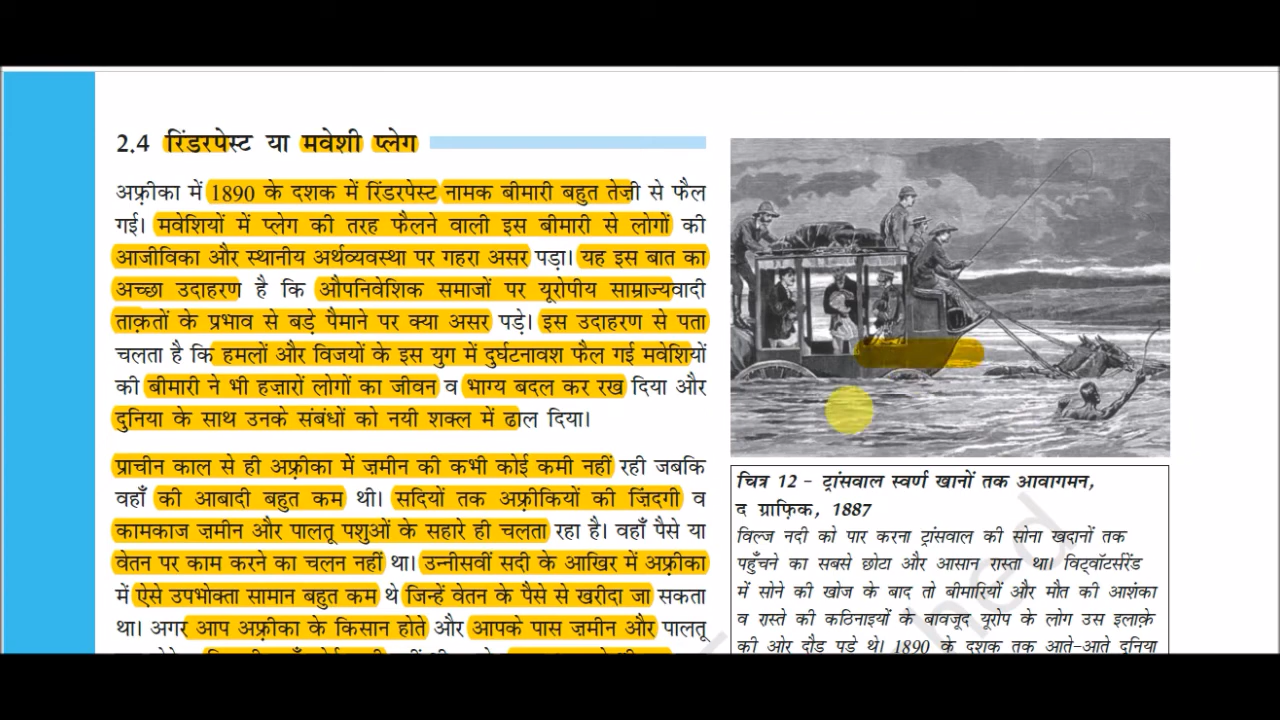 2.4 रिंडरपेस्ट या मवेशी प्लेग
अफ़्रीका में 1890 के दशक में रिंडरपेस्ट नामक बीमारी बहुत तेज़ी से फैल
गई। मवेशियों में प्लेग की तरह फैलने वाली इस बीमारी से लोगों की
आजीविका और स्थानीय अर्थव्यवस्था पर गहरा असर पड़ा। यह इस बात का
अच्छा उदाहरण है कि औपनिवेशिक समाजों पर यूरोपीय साम्राज्यवादी
ताक़तों के प्रभाव से बड़े पैमाने पर क्या असर पड़े। इस उदाहरण से पता
चलता है कि हमलों और विजयों के इस युग में दुर्घटनावश फैल गई मवेशियों
की बीमारी ने भी हज़ारों लोगों का जीवन व भाग्य बदल कर रख दिया और
दुनिया के साथ उनके संबंधों को नयी शक्ल में ढाल दिया।
प्राचीन काल से ही अफ़्रीका में ज़मीन की कभी कोई कमी नहीं रही जबकि
वहाँ की आबादी बहुत कम थी। सदियों तक अफ़्रीकियों की ज़िंदगी व
कामकाज ज़मीन और पालतू पशुओं के सहारे ही चलता रहा है। वहाँ पैसे या
वेतन पर काम करने का चलन नहीं था। उन्नीसवीं सदी के आखिर में अफ़्रीका
में ऐसे उपभोक्ता सामान बहुत कम थे जिन्हें वेतन के पैसे से खरीदा जा सकता
था। अगर आप अफ़्रीका के किसान होते और आपके पास ज़मीन और पालतू
चित्र 12 – ट्रांसवाल स्वर्ण खानों तक आवागमन,
द ग्राफ़िक, 1887
विल्ज नदी को पार करना ट्रांसवाल की सोना खदानों तक
पहुँचने का सबसे छोटा और आसान रास्ता था। विट्वॉटर्सरेंड
में सोने की खोज के बाद तो बीमारियों और मौत की आशंका
व रास्ते की कठिनाइयों के बावजूद यूरोप के लोग उस इलाक़े
की ओर दौड़ पड़े थे। 1890 के दशक तक आते-आते दुनिया